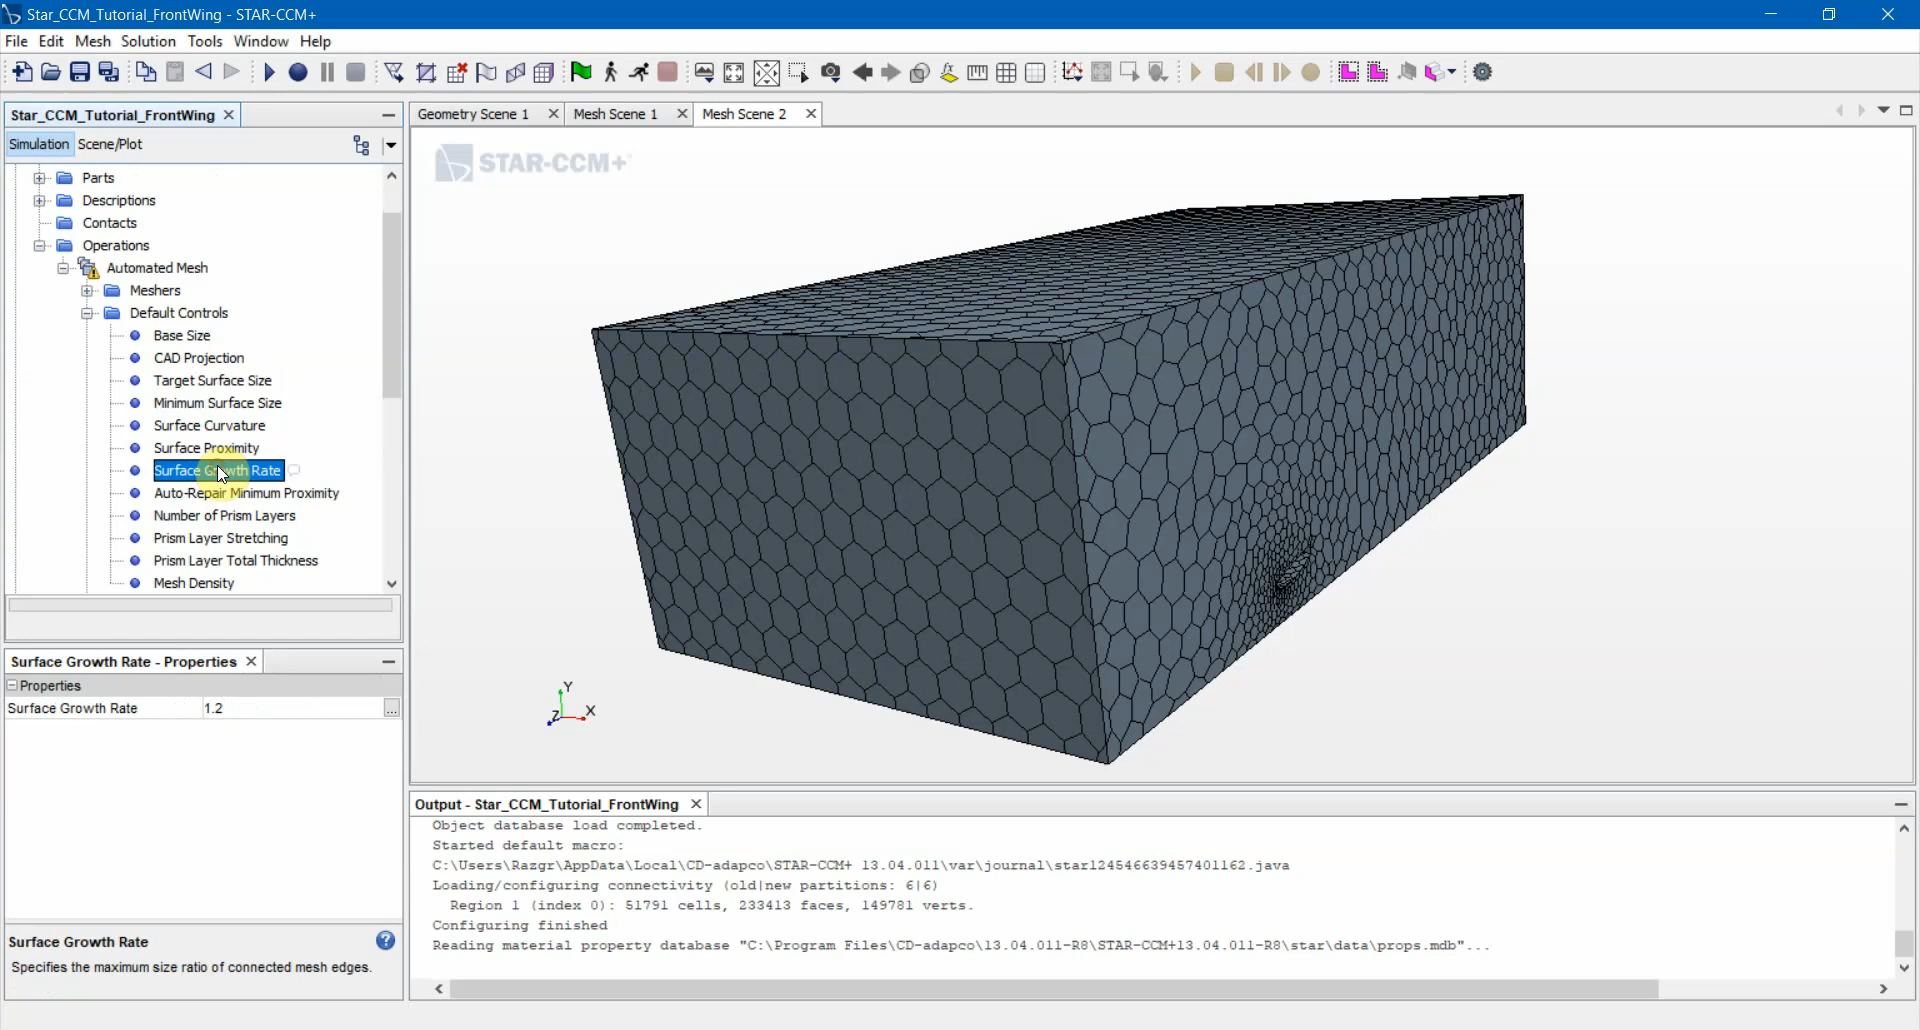 Star_CCM_Tutorial_FrontWing - STAR-CCM+
File Edit Mesh Solution Tools Window Help
Star_CCM_Tutorial_FrontWing
Simulation Scene/Plot
Parts
Descriptions
Contacts
Operations
Automated Mesh
Meshers
Default Controls
Base Size
CAD Projection
Target Surface Size
Minimum Surface Size
Surface Curvature
Surface Proximity
Surface Growth Rate
Auto-Repair Minimum Proximity
Number of Prism Layers
Prism Layer Stretching
Prism Layer Total Thickness
Mesh Density
Surface Growth Rate - Properties
Properties
Surface Growth Rate 1.2
...
Surface Growth Rate
?
Specifies the maximum size ratio of connected mesh edges.
Geometry Scene 1 Mesh Scene 1 Mesh Scene 2
STAR-CCM+
Y
Z X
Output - Star_CCM_Tutorial_FrontWing
Object database load completed.
Started default macro:
C:\Users\Razgr\AppData\Local\CD-adapco\STAR-CCM+ 13.04.011\var\journal\star124546639457401162.java
Loading/configuring connectivity (old|new partitions: 6|6)
Region 1 (index 0): 51791 cells, 233413 faces, 149781 verts.
Configuring finished
Reading material property database "C:\Program Files\CD-adapco\13.04.011-R8\STAR-CCM+13.04.011-R8\star\data\props.mdb"...